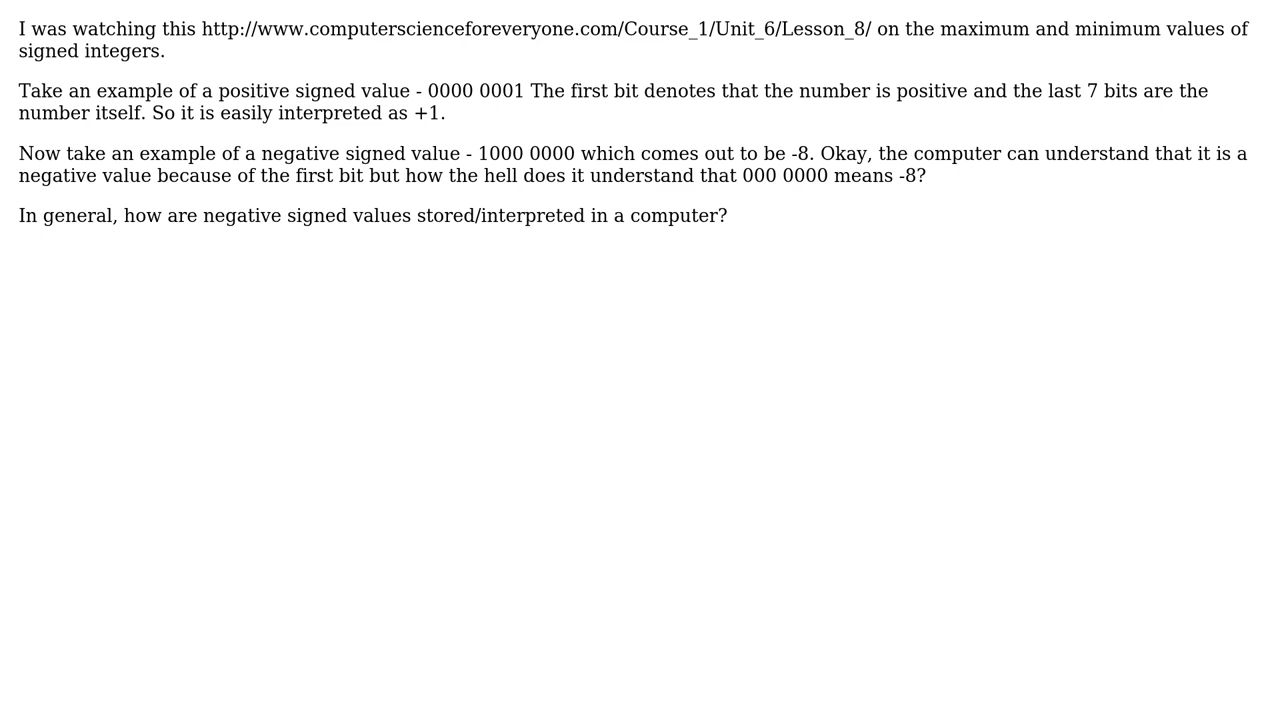 I was watching this http://www.computerscienceforeveryone.com/Course_1/Unit_6/Lesson_8/ on the maximum and minimum values of
signed integers.
Take an example of a positive signed value - 0000 0001 The first bit denotes that the number is positive and the last 7 bits are the
number itself. So it is easily interpreted as +1.
Now take an example of a negative signed value - 1000 0000 which comes out to be -8. Okay, the computer can understand that it is a
negative value because of the first bit but how the hell does it understand that 000 0000 means -8?
In general, how are negative signed values stored/interpreted in a computer?